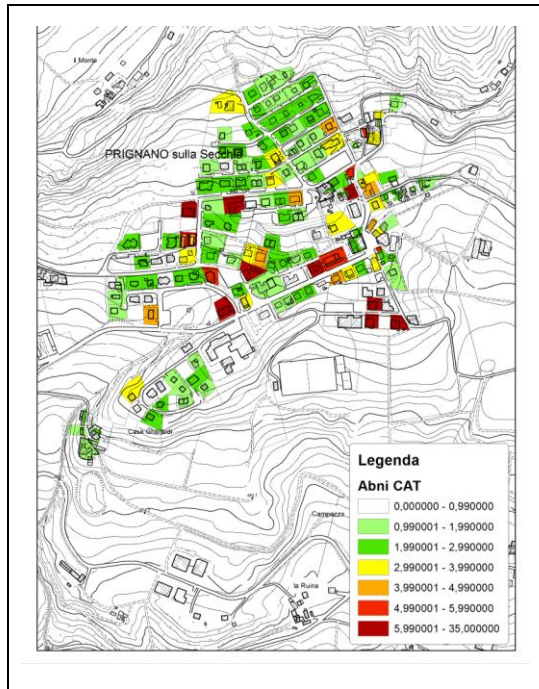 il Monte
PRIGNANO sulla Secchia
Case Gherardi
Campazzo
la Ruina
Legenda
Abni CAT
0,000000 - 0,990000
0,990001 - 1,990000
1,990001 - 2,990000
2,990001 - 3,990000
3,990001 - 4,990000
4,990001 - 5,990000
5,990001 - 35,000000